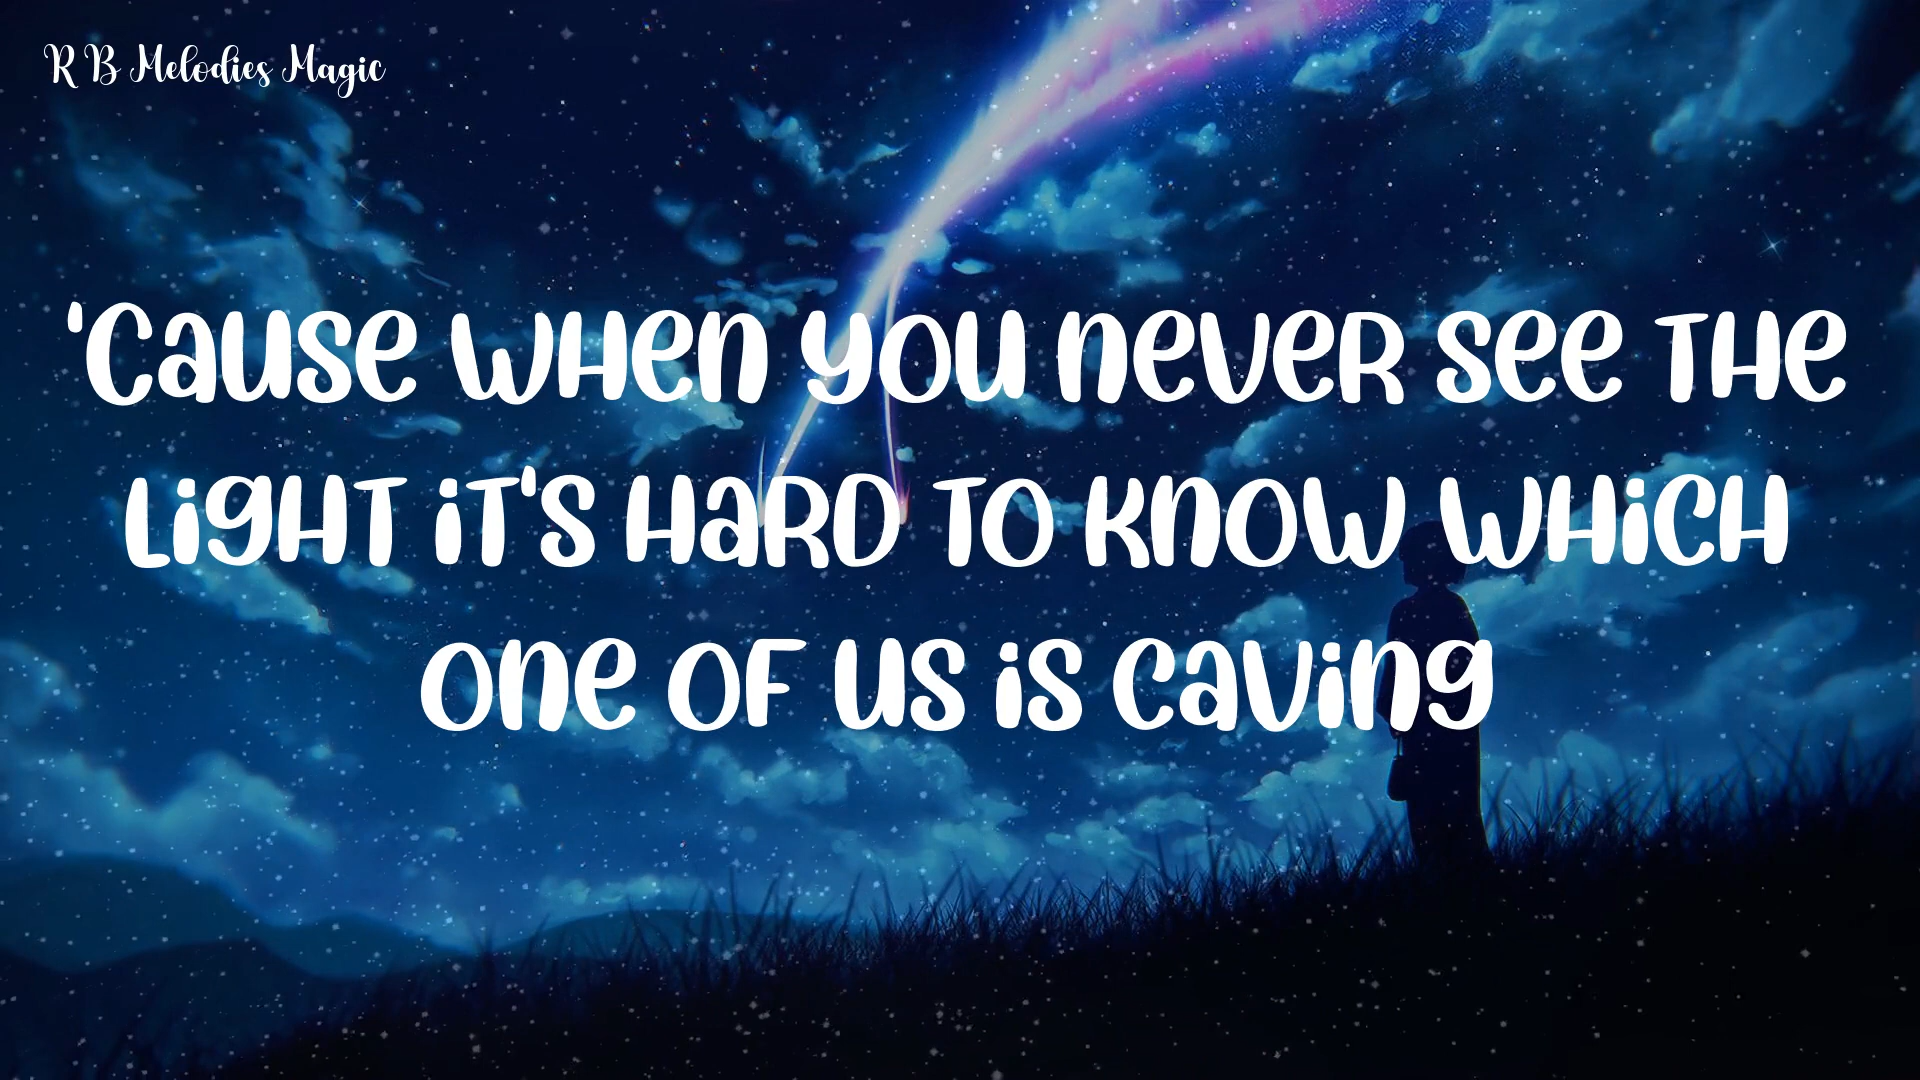 R B Melodies Magic
'Cause when you never see the
light it's hard to know which
one of us is caving